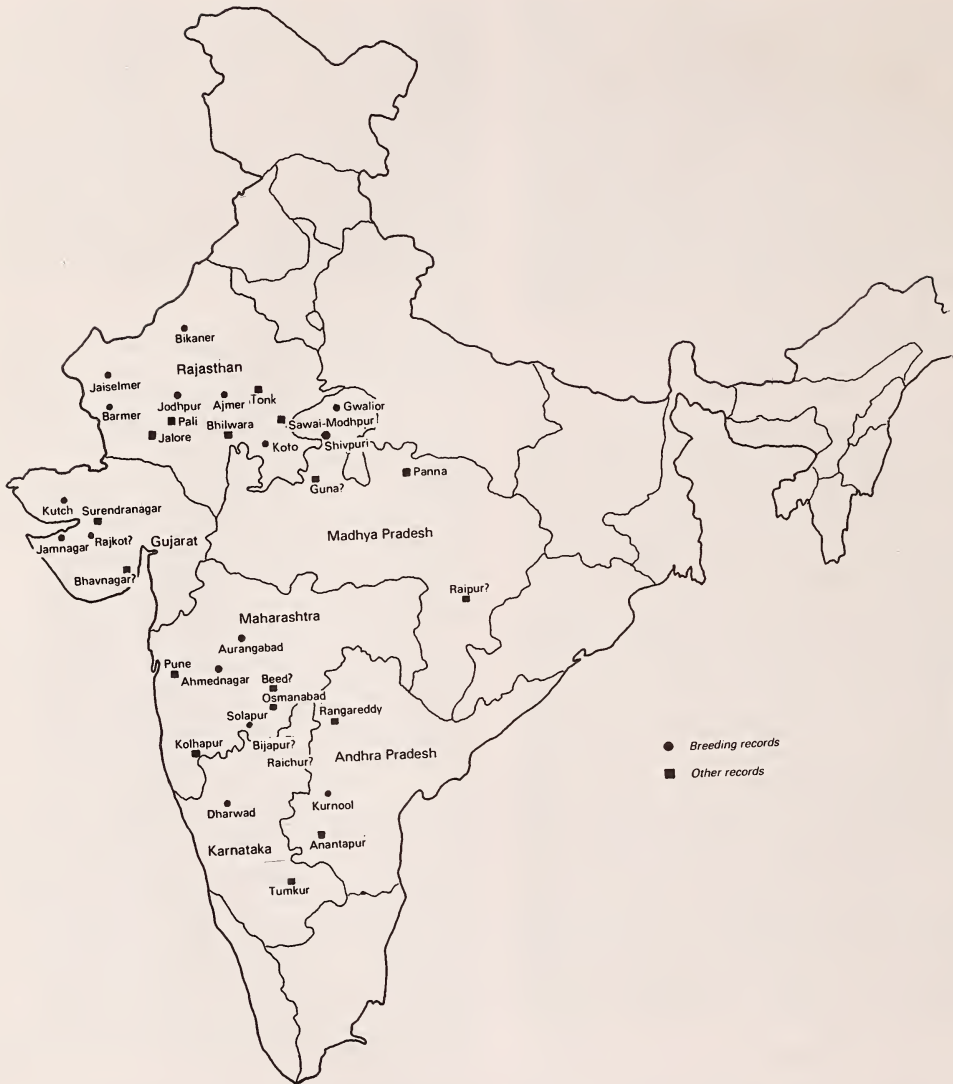 Bikaner
Rajasthan
Jaiselmer
Jodhpur
Ajmer
Tonk
Barmer
Gwalior
Pali
Bhilwara
Sawai-Modhpur
Jalore
Koto
Shivpuri
Panna
Guna?
Kutch
Surendranagar
Madhya Pradesh
Jamnagar
Rajkot?
Gujarat
Bhavnagar?
Raipur?
Maharashtra
Aurangabad
Pune
Ahmednagar
Beed?
Osmanabad
Solapur
Rangareddy
Kolhapur
Bijapur?
Raichur?
Andhra Pradesh
Breeding records
Other records
Dharwad
Kurnool
Karnataka
Anantapur
Tumkur